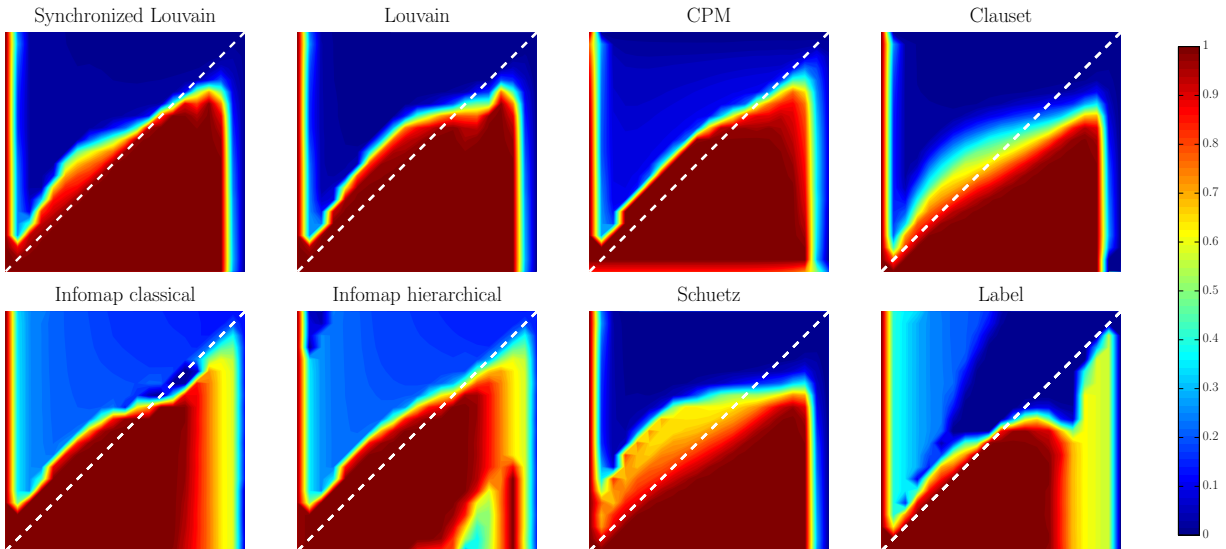 Synchronized Louvain
Louvain
CPM
Clauset
Infomap classical
Infomap hierarchical
Schuetz
Label
1
0.9
0.8
0.7
0.6
0.5
0.4
0.3
0.2
0.1
0